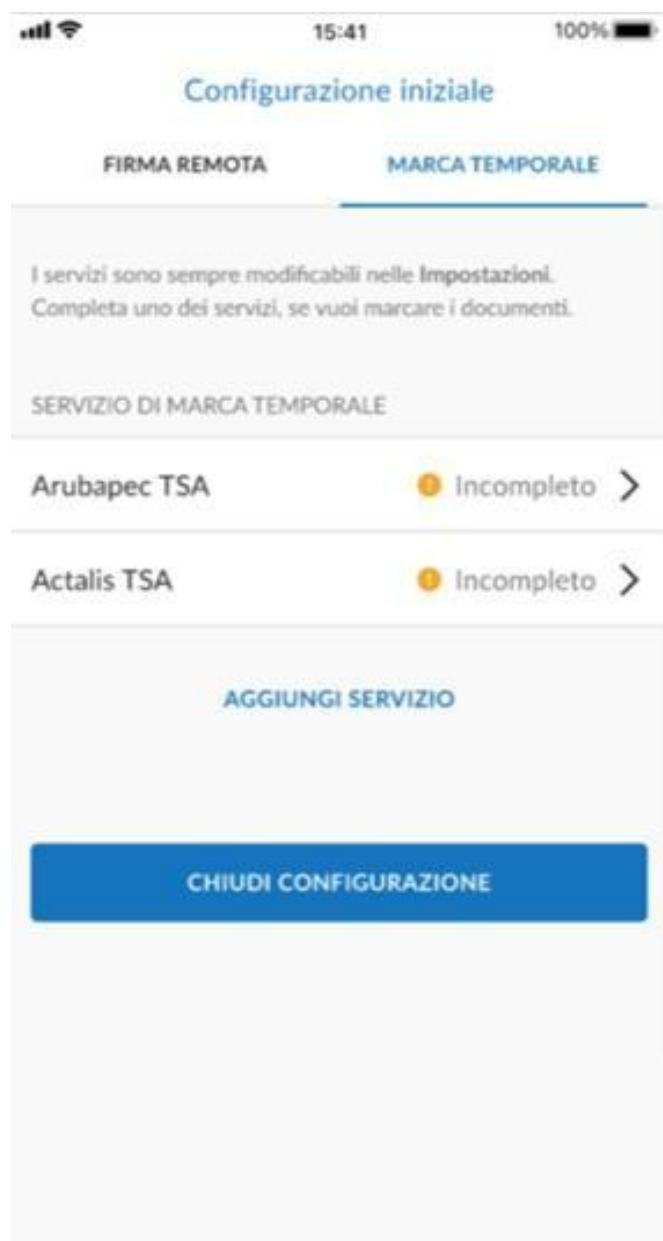 15:41
100%
Configurazione iniziale
FIRMA REMOTA
MARCA TEMPORALE
I servizi sono sempre modificabili nelle Impostazioni.
Completa uno dei servizi, se vuoi marcare i documenti.
SERVIZIO DI MARCA TEMPORALE
Arubapec TSA
Incompleto
Actalis TSA
Incompleto
AGGIUNGI SERVIZIO
CHIUDI CONFIGURAZIONE